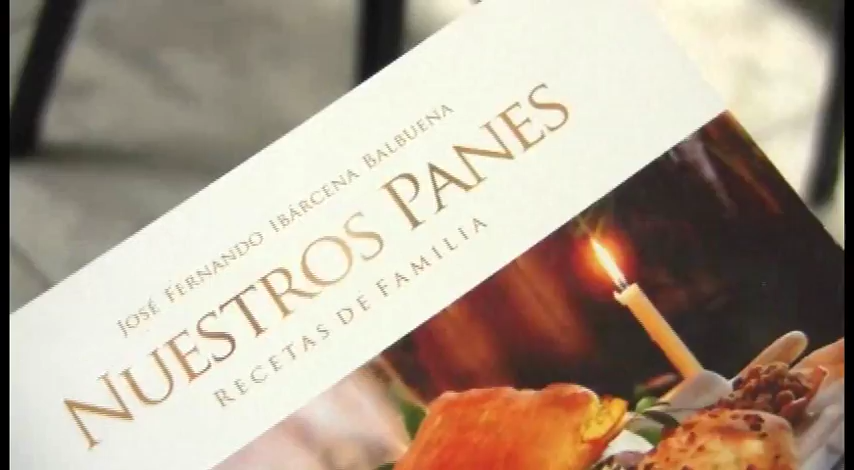 José Fernando Ibárcena Balbuena
Nuestros Panes
Recetas de Familia